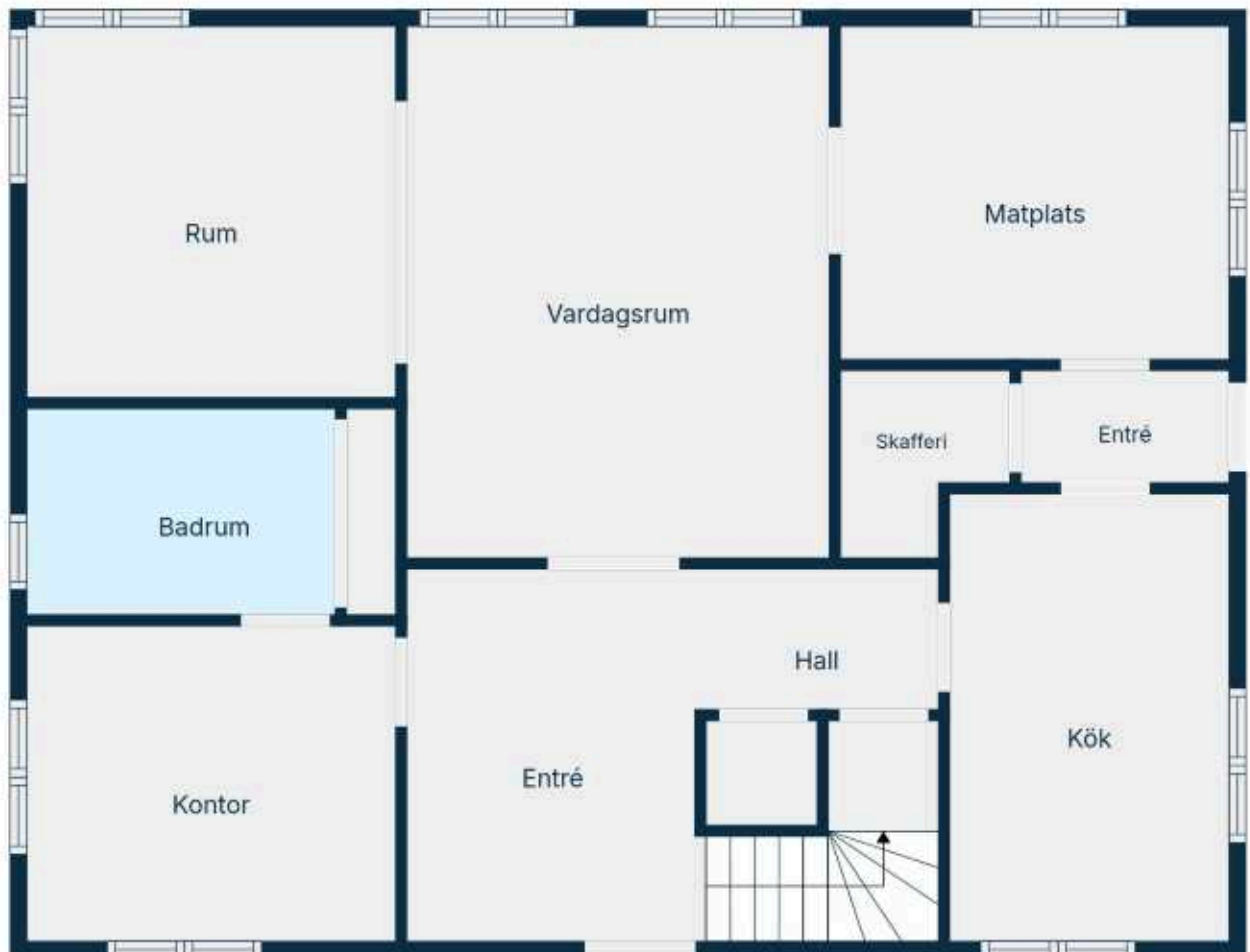 Rum
Matplats
Vardagsrum
Skafferi
Entré
Badrum
Hall
Kök
Entré
Kontor